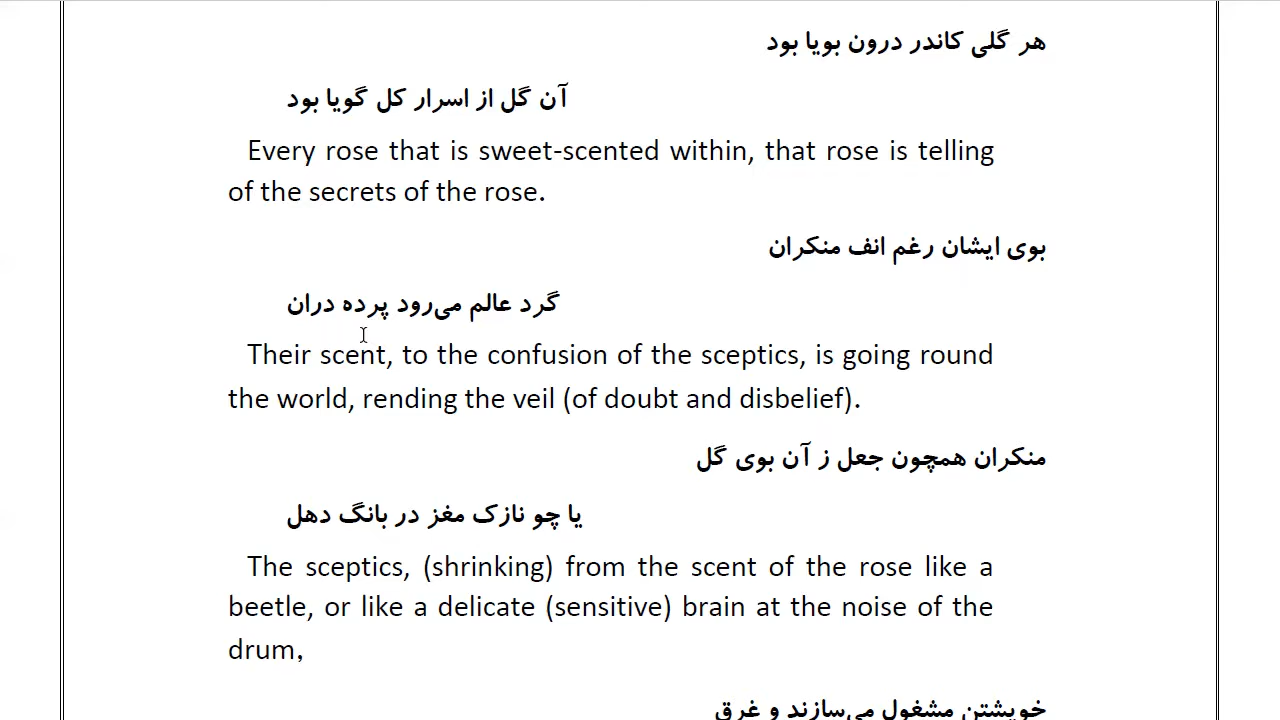 هر گلی کاندر درون بویا بود
آن گل از اسرار کل گویا بود
Every rose that is sweet-scented within, that rose is telling
of the secrets of the rose.
بوی ایشان رغم انف منکران
گرد عالم می‌رود پرده دران
Their scent, to the confusion of the sceptics, is going round
the world, rending the veil (of doubt and disbelief).
منکران همچون جعل ز آن بوی گل
یا چو نازک مغز در بانگ دهل
The sceptics, (shrinking) from the scent of the rose like a
beetle, or like a delicate (sensitive) brain at the noise of the
drum,
خویشتن مشغول می‌سازند و غرق